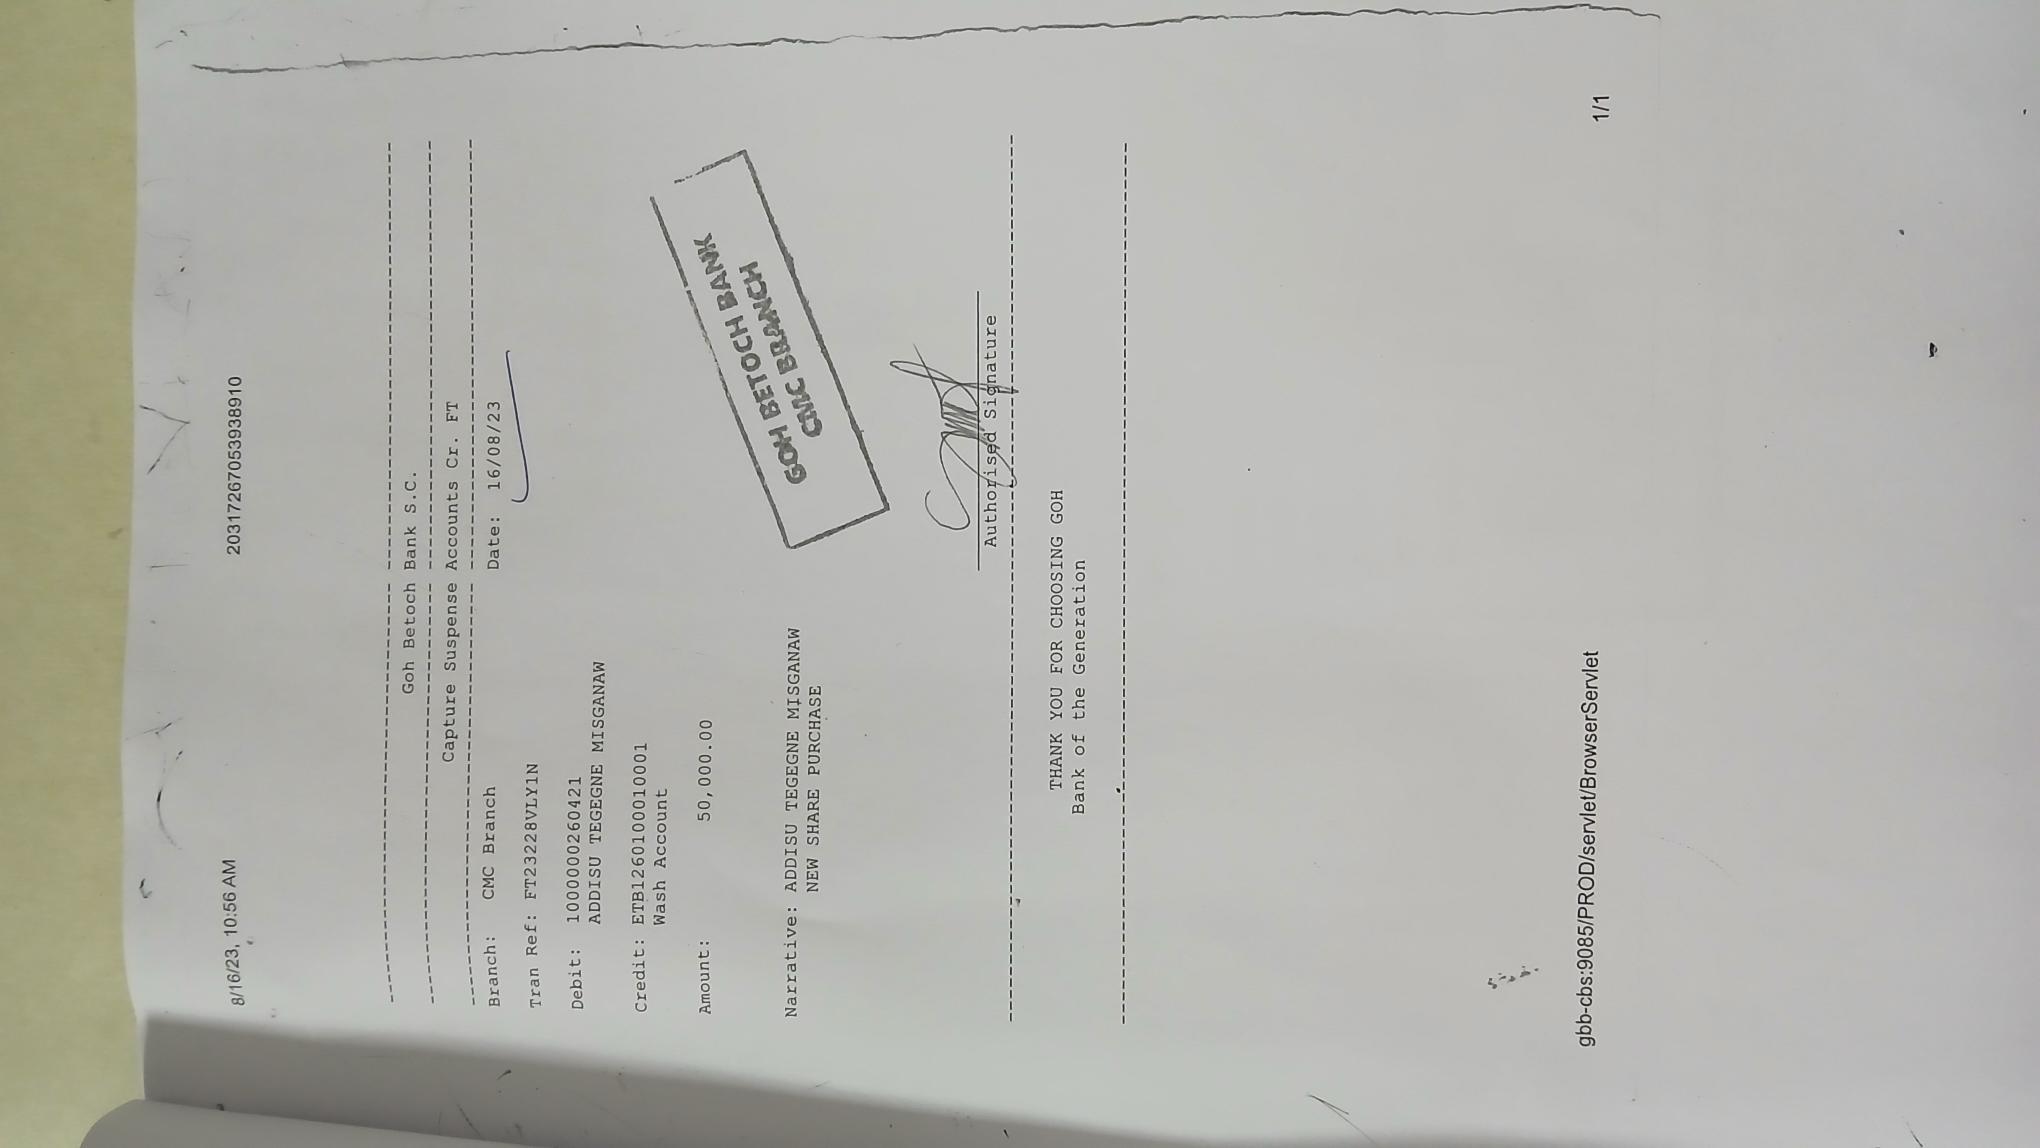 8/16/23, 10:56 AM 20317267053938910
Goh Betoch Bank S.C.
Capture Suspense Accounts Cr. FT
Branch: CMC Branch Date: 16/08/23
Tran Ref: FT23228VLY1N
Debit: 1000000260421
ADDISU TEGEGNE MISGANAW
Credit: ETB1260100010001
Wash Account
Amount: 50,000.00
GOH BETOCH BANK
CMC BRANCH
Narrative: ADDISU TEGEGNE MISGANAW
NEW SHARE PURCHASE
Authorised Signature
THANK YOU FOR CHOOSING GOH
Bank of the Generation
gbb-cbs:9085/PROD/servlet/BrowserServlet 1/1